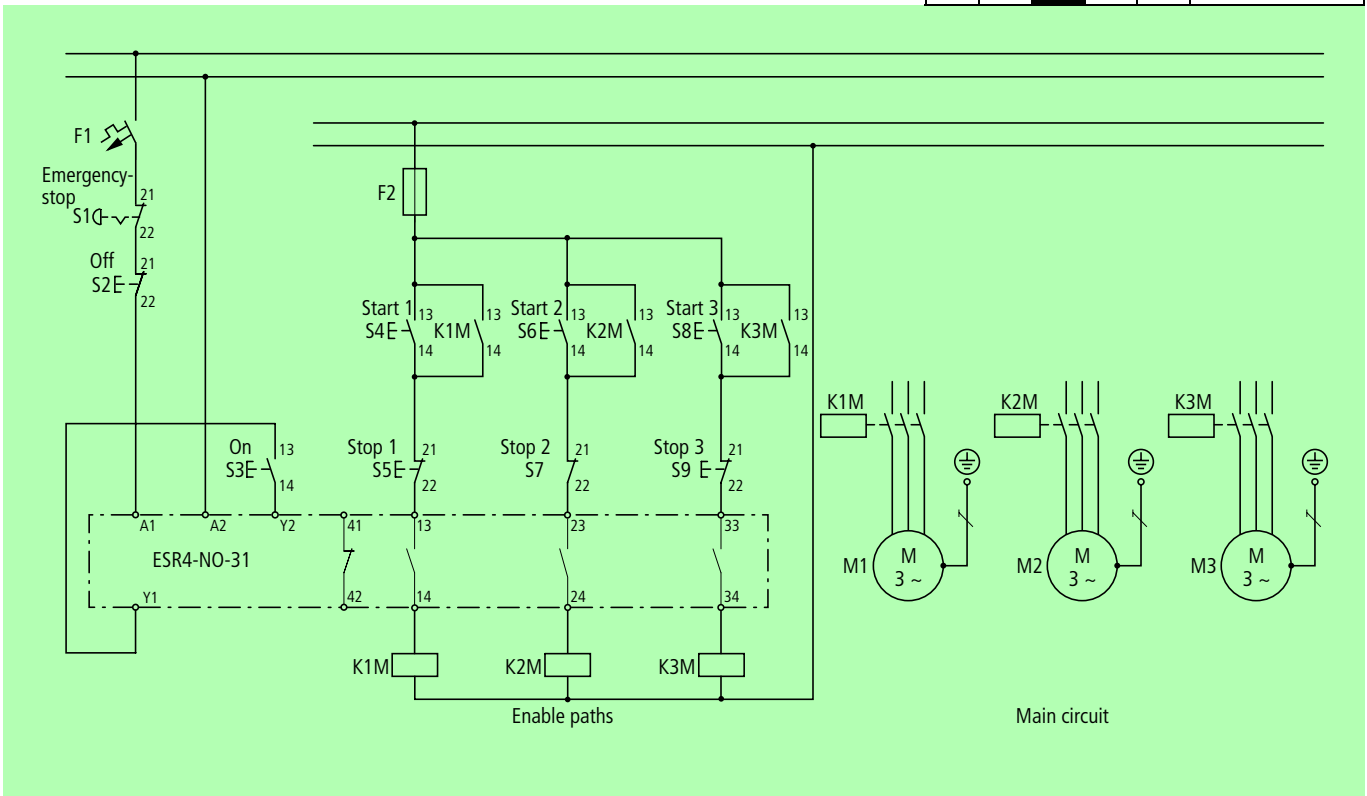 F1
Emergency-
stop
S1
21
22
Off
S2
21
22
F2
Start 1
S4
13
14
K1M
13
14
Start 2
S6
13
14
K2M
13
14
Start 3
S8
13
14
K3M
13
14
On
S3
13
14
Stop 1
S5
21
22
Stop 2
S7
21
22
Stop 3
S9
21
22
A1
A2
Y2
41
13
23
33
ESR4-NO-31
Y1
42
14
24
34
K1M
K2M
K3M
Enable paths
K1M
K2M
K3M
M1
M
3 ~
M2
M
3 ~
M3
M
3 ~
Main circuit